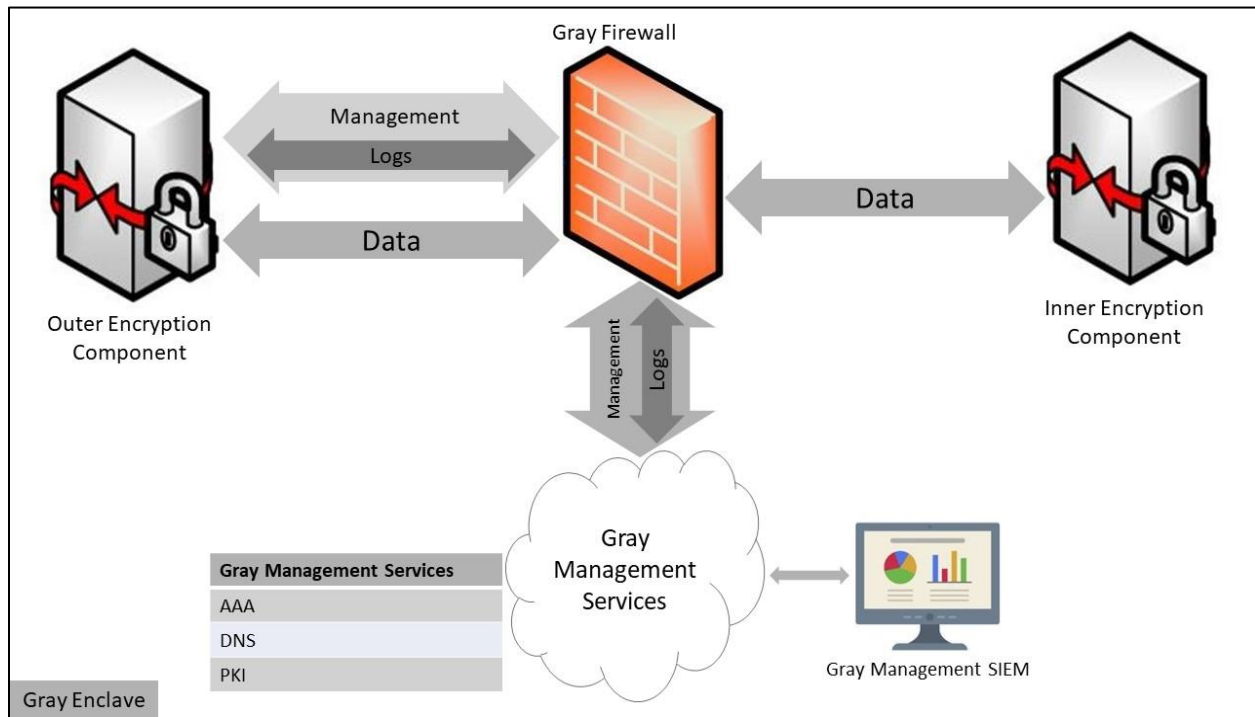 Gray Firewall
Management
Logs
Data
Data
Outer Encryption
Component
Inner Encryption
Component
Management
Logs
Gray
Management
Services
Gray Management Services
AAA
DNS
PKI
Gray Management SIEM
Gray Enclave